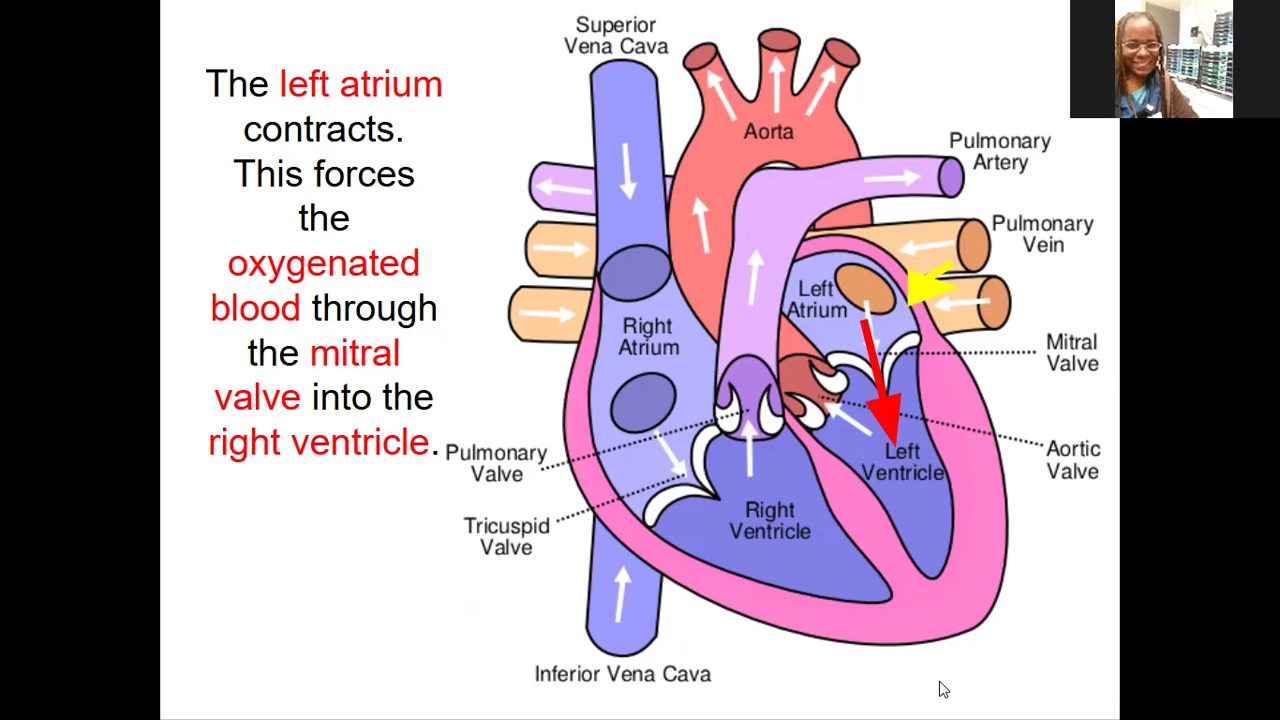 The left atrium
contracts.
This forces
the
oxygenated
blood through
the mitral
valve into the
right ventricle.
Superior
Vena Cava
Aorta
Pulmonary
Artery
Pulmonary
Vein
Left
Atrium
Right
Atrium
Mitral
Valve
Pulmonary
Valve
Left
Ventricle
Aortic
Valve
Tricuspid
Valve
Right
Ventricle
Inferior Vena Cava